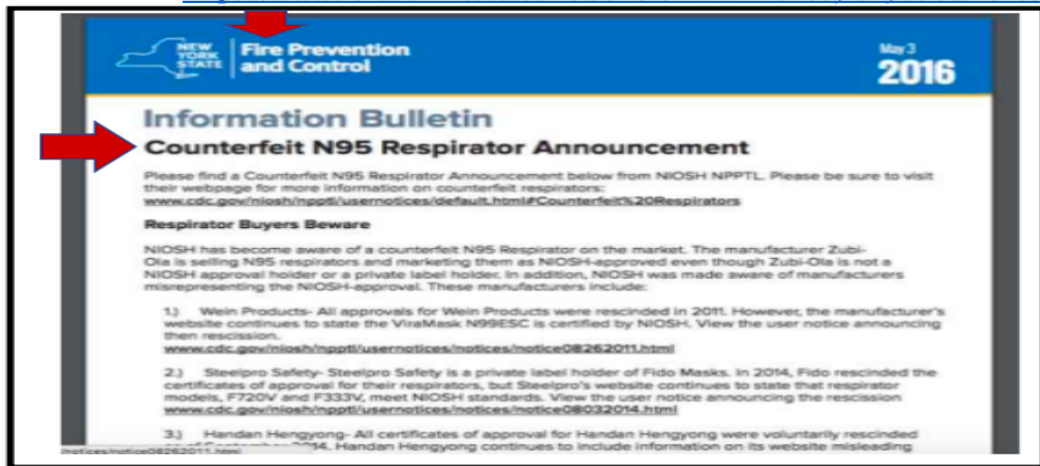 NEW
YORK
STATE
Fire Prevention
and Control
May 3
2016
Information Bulletin
Counterfeit N95 Respirator Announcement
Please find a Counterfeit N95 Respirator Announcement below from NIOSH NPPTL. Please be sure to visit
their webpage for more information on counterfeit respirators:
www.cdc.gov/niosh/npptl/usernotices/default.html#Counterfeit%20Respirators
Respirator Buyers Beware
NIOSH has become aware of a counterfeit N95 Respirator on the market. The manufacturer Zubi-
Ola is selling N95 respirators and marketing them as NIOSH-approved even though Zubi-Ola is not a
NIOSH approval holder or a private label holder. In addition, NIOSH was made aware of manufacturers
misrepresenting the NIOSH-approval. These manufacturers include:
1.) Wein Products- All approvals for Wein Products were rescinded in 2011. However, the manufacturer's
website continues to state the ViraMask N99ESC is certified by NIOSH. View the user notice announcing
then rescission.
www.cdc.gov/niosh/npptl/usernotices/notices/notice08262011.html
2.) Steelpro Safety- Steelpro Safety is a private label holder of Fido Masks. In 2014, Fido rescinded the
certificates of approval for their respirators, but Steelpro's website continues to state that respirator
models, F720V and F333V, meet NIOSH standards. View the user notice announcing the rescission
www.cdc.gov/niosh/npptl/usernotices/notices/notice08032014.html
3.) Handan Hengyong- All certificates of approval for Handan Hengyong were voluntarily rescinded
14. Handan Hengyong continues to include information on its website misleading
/notices/notice08262011.html